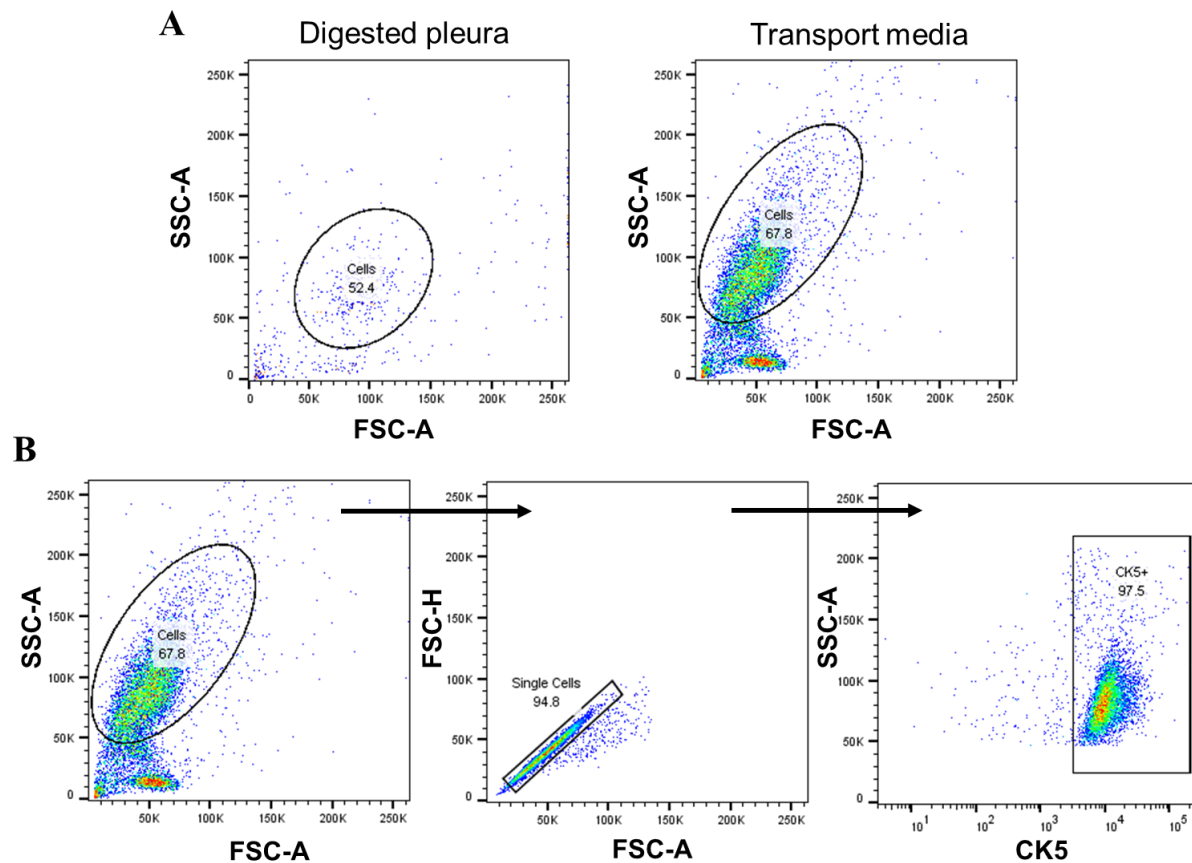 A
Digested pleura
Transport media
250K
200K
150K
100K
50K
0
SSC-A
Cells
52.4
0
50K
100K
150K
200K
250K
FSC-A
250K
200K
150K
100K
50K
0
SSC-A
Cells
67.8
50K
100K
150K
200K
250K
FSC-A
B
250K
200K
150K
100K
50K
0
SSC-A
Cells
67.8
50K
100K
150K
200K
250K
FSC-A
250K
200K
150K
100K
50K
0
FSC-H
Single Cells
94.8
50K
100K
150K
200K
250K
FSC-A
250K
200K
150K
100K
50K
0
SSC-A
CK5+
97.5
10¹
10²
10³
10⁴
10⁵
CK5